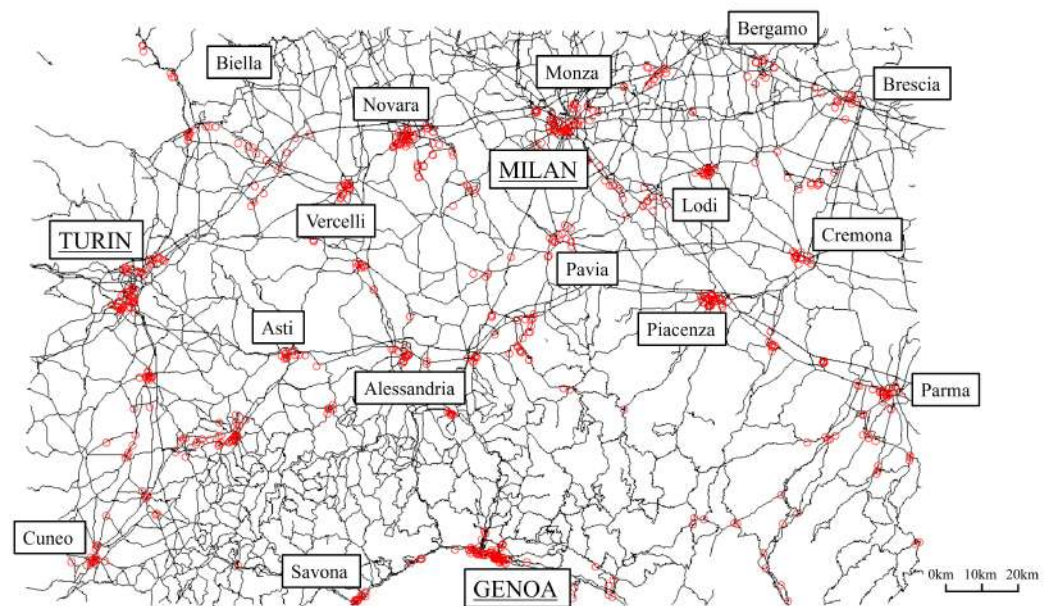 Bergamo
Biella
Monza
Brescia
Novara
MILAN
Lodi
Vercelli
TURIN
Cremona
Pavia
Asti
Piacenza
Alessandria
Parma
Cuneo
Savona
GENOA
0km 10km 20km